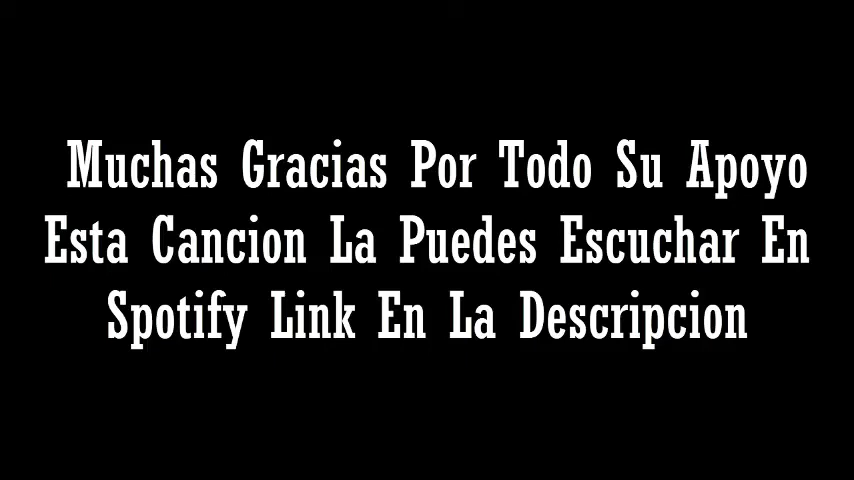 Muchas Gracias Por Todo Su Apoyo
Esta Cancion La Puedes Escuchar En
Spotify Link En La Descripcion